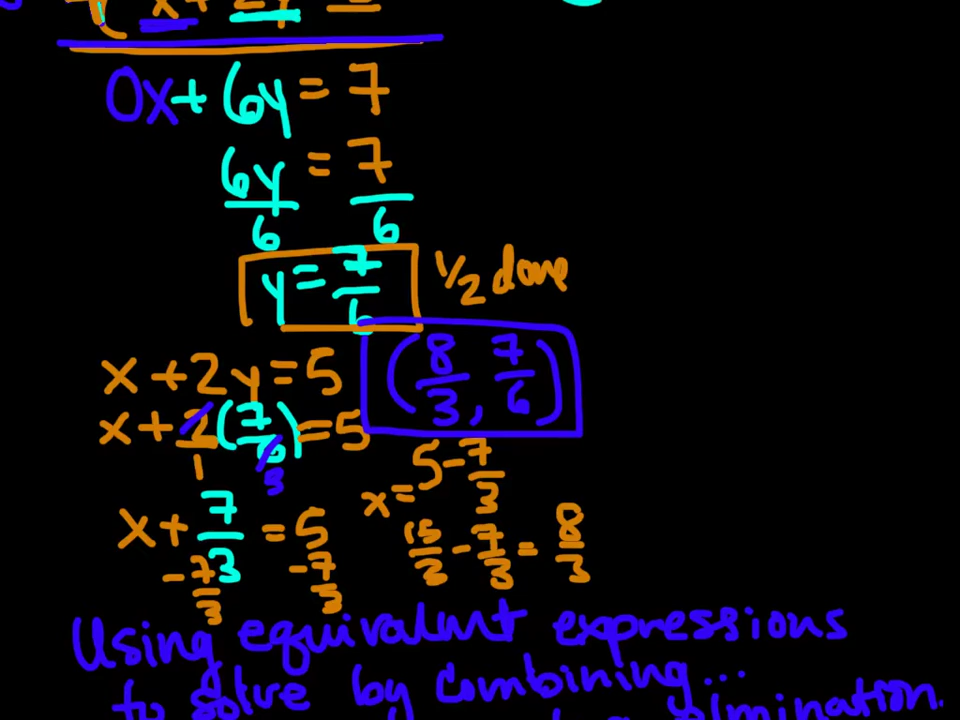 0x + 6y = 7
6y/6 = 7/6
y = 7/6 1/2 done
(8/3, 7/6)
x + 2y = 5
x + 2/1 (7/6) = 5
3
x = 5 - 7/3
x + 7/3 = 5
15/3 - 7/3 = 8/3
- 7/3 - 7/3
Using equivalent expressions
to solve by combining...
elimination.